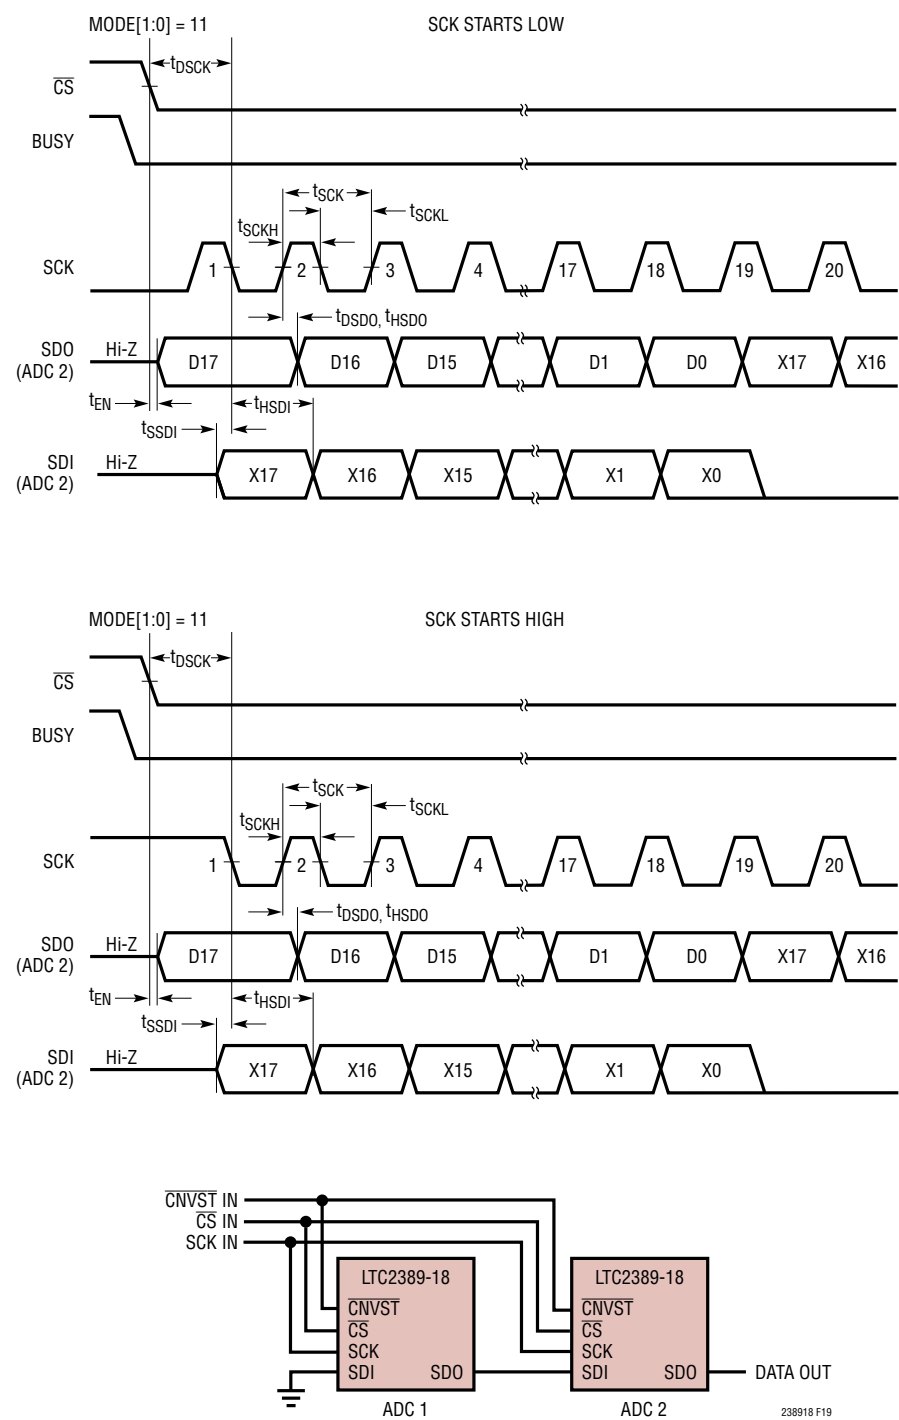 MODE[1:0] = 11 SCK STARTS LOW
tDSCK
CS
BUSY
tSCK
tSCKH tSCKL
SCK 1 2 3 4 17 18 19 20
tDSDO, tHSDO
SDO (ADC 2) Hi-Z D17 D16 D15 D1 D0 X17 X16
tEN tHSDI
tSSDI
SDI (ADC 2) Hi-Z X17 X16 X15 X1 X0
MODE[1:0] = 11 SCK STARTS HIGH
tDSCK
CS
BUSY
tSCK
tSCKH tSCKL
SCK 1 2 3 4 17 18 19 20
tDSDO, tHSDO
SDO (ADC 2) Hi-Z D17 D16 D15 D1 D0 X17 X16
tEN tHSDI
tSSDI
SDI (ADC 2) Hi-Z X17 X16 X15 X1 X0
CNVST IN
CS IN
SCK IN
LTC2389-18 LTC2389-18
CNVST CNVST
CS CS
SCK SCK
SDI SDO SDI SDO DATA OUT
ADC 1 ADC 2
238918 F19